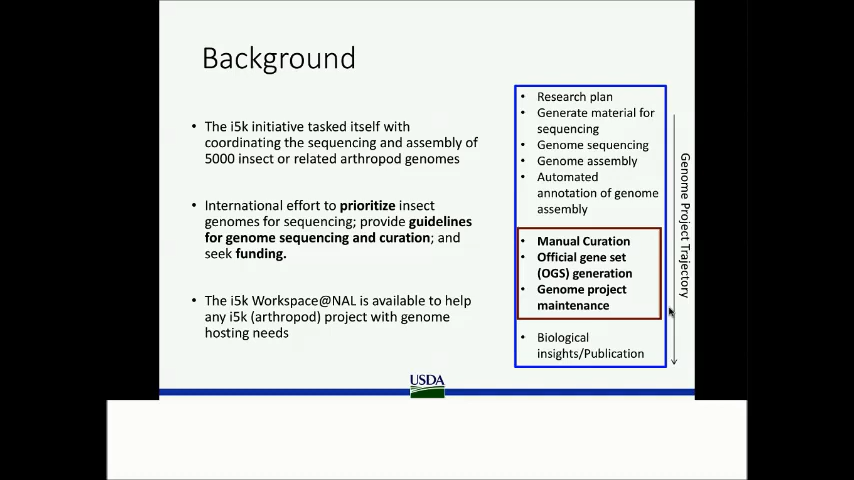 Background
• The i5k initiative tasked itself with
coordinating the sequencing and assembly of
5000 insect or related arthropod genomes
• International effort to prioritize insect
genomes for sequencing; provide guidelines
for genome sequencing and curation; and
seek funding.
• The i5k Workspace@NAL is available to help
any i5k (arthropod) project with genome
hosting needs
• Research plan
• Generate material for
sequencing
• Genome sequencing
• Genome assembly
• Automated
annotation of genome
assembly
• Manual Curation
• Official gene set
(OGS) generation
• Genome project
maintenance
• Biological
insights/Publication
Genome Project Trajectory
USDA